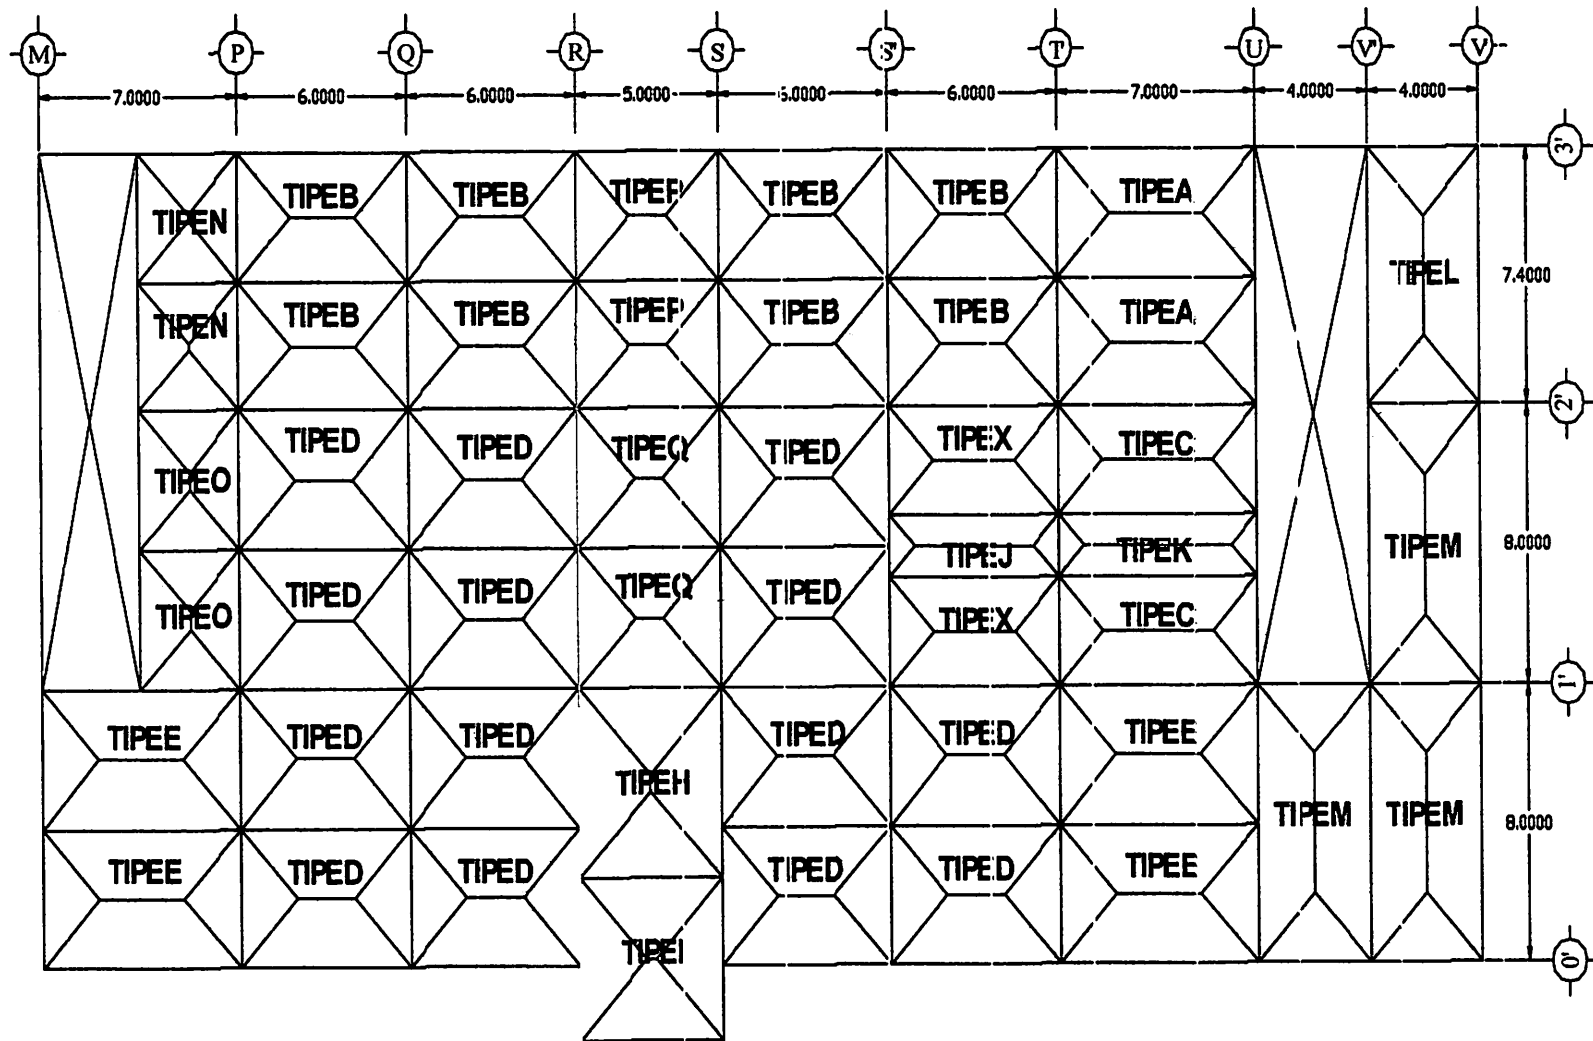 M P Q R S S' T' U V' V
7.0000 6.0000 6.0000 5.0000 6.0000 7.0000 4.0000 4.0000
3'
TIPEN TIPEB TIPEB TIPEB TIPEB TIPEA
TIPEL 7.4000
TIPEN TIPEB TIPEB TIPEB TIPEB TIPEA
2'
TIPEO TIPED TIPED TIPEQ TIPED TIPEX TIPEC
TIPEJ TIPEK TIPEM 8.0000
TIPEO TIPED TIPED TIPEQ TIPED TIPEX TIPEC
1'
TIPEE TIPED TIPED TIPED TIPED TIPEE
TIPEH TIPEM TIPEM 8.0000
TIPEE TIPED TIPED TIPED TIPED TIPEE
TIPEI
0'